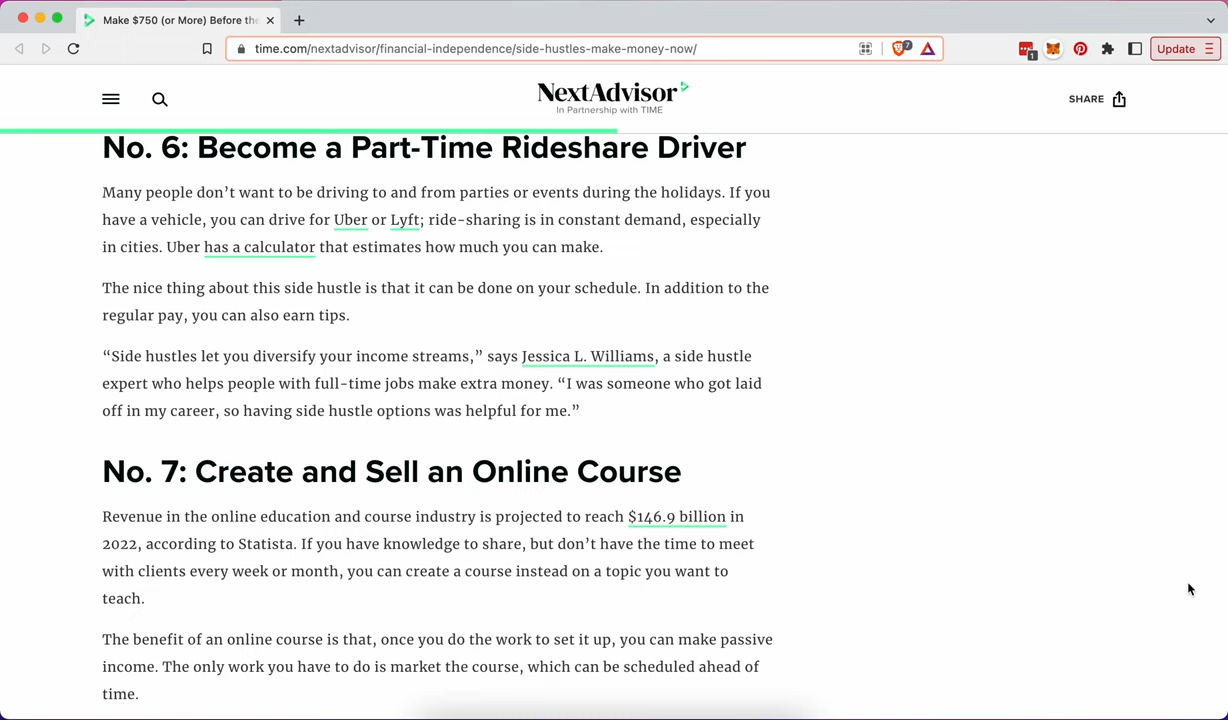 Make $750 (or More) Before the
time.com/nextadvisor/financial-independence/side-hustles-make-money-now/
7
1
Update
NextAdvisor
In Partnership with TIME
SHARE
No. 6: Become a Part-Time Rideshare Driver
Many people don’t want to be driving to and from parties or events during the holidays. If you
have a vehicle, you can drive for Uber or Lyft; ride-sharing is in constant demand, especially
in cities. Uber has a calculator that estimates how much you can make.
The nice thing about this side hustle is that it can be done on your schedule. In addition to the
regular pay, you can also earn tips.
“Side hustles let you diversify your income streams,” says Jessica L. Williams, a side hustle
expert who helps people with full-time jobs make extra money. “I was someone who got laid
off in my career, so having side hustle options was helpful for me.”
No. 7: Create and Sell an Online Course
Revenue in the online education and course industry is projected to reach $146.9 billion in
2022, according to Statista. If you have knowledge to share, but don’t have the time to meet
with clients every week or month, you can create a course instead on a topic you want to
teach.
The benefit of an online course is that, once you do the work to set it up, you can make passive
income. The only work you have to do is market the course, which can be scheduled ahead of
time.